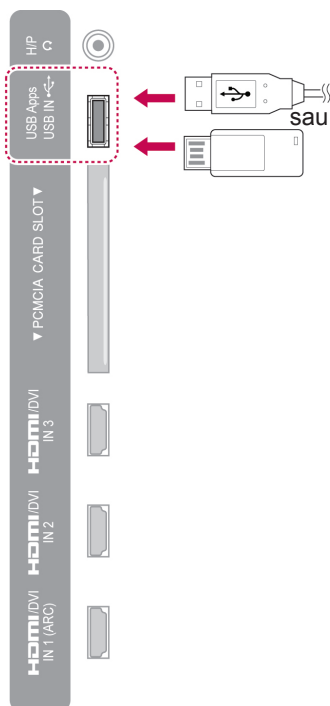 H/P
USB Apps
USB IN
sau
▼ PCMCIA CARD SLOT ▼
HDMI/DVI
IN 3
HDMI/DVI
IN 2
HDMI/DVI
IN 1 (ARC)